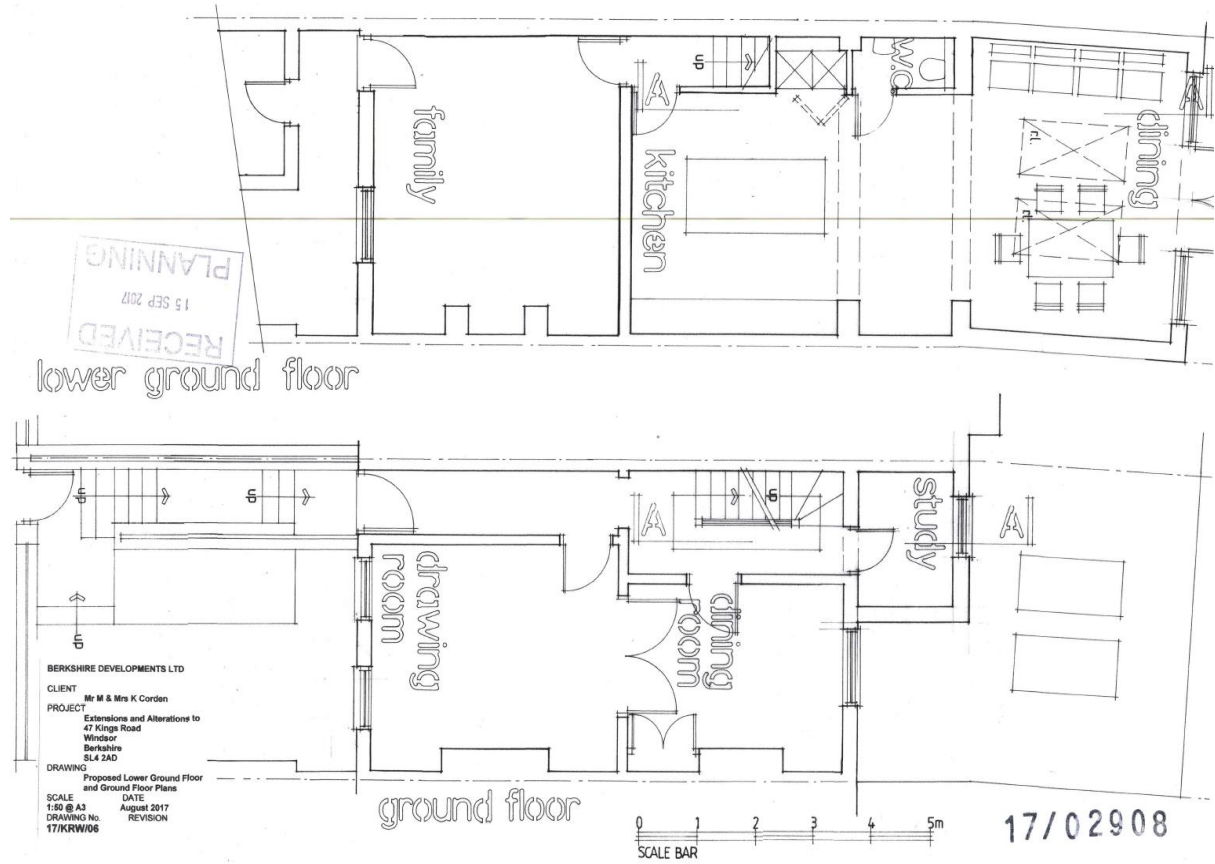 up
W.C
A
A
family
kitchen
dining
r.l.
r.l.
RECEIVED
15 SEP 2017
PLANNING
lower ground floor
up
up
up
A
up
study
A
drawing
room
dining
room
up
BERKSHIRE DEVELOPMENTS LTD
CLIENT
Mr M & Mrs K Corden
PROJECT
Extensions and Alterations to
47 Kings Road
Windsor
Berkshire
SL4 2AD
DRAWING
Proposed Lower Ground Floor
and Ground Floor Plans
SCALE DATE
1:50 @ A3 August 2017
DRAWING No. REVISION
17/KRW/06
ground floor
0 1 2 3 4 5m
SCALE BAR
17/02908